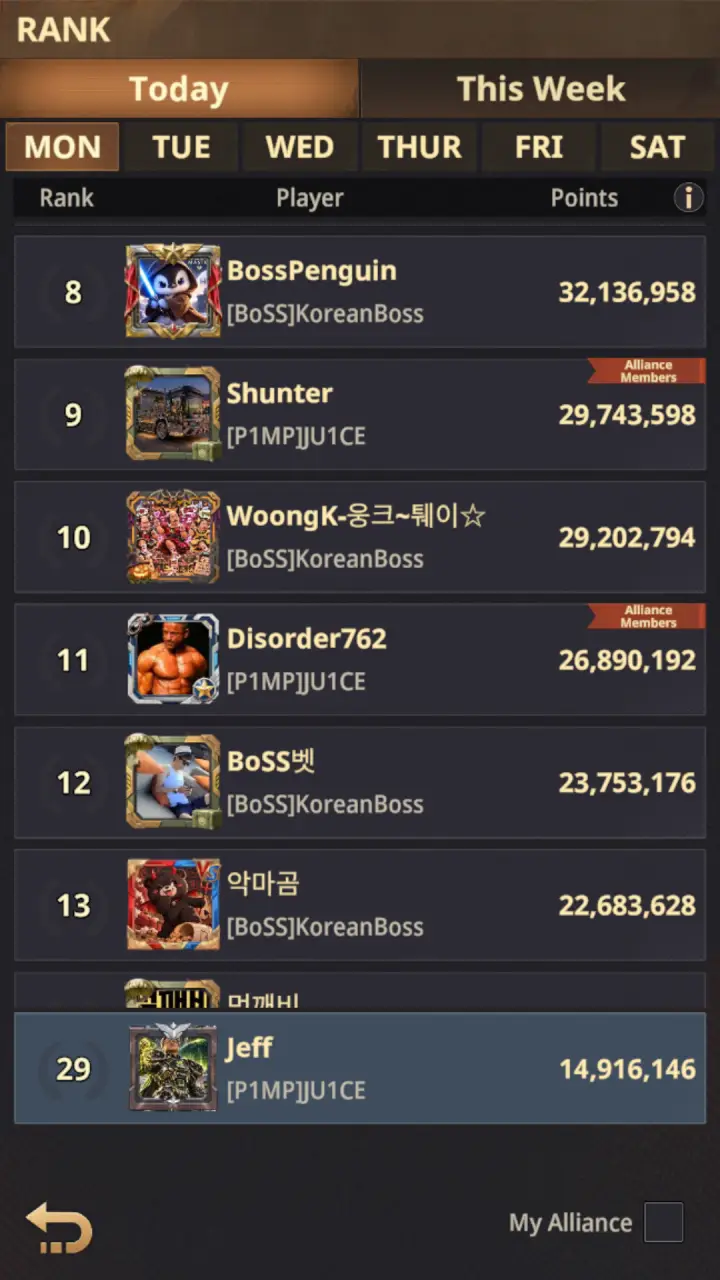 RANK
Today
This Week
MON
TUE
WED
THUR
FRI
SAT
Rank
Player
Points
8
BossPenguin
[BoSS]KoreanBoss
32,136,958
Alliance
Members
9
Shunter
[P1MP]JU1CE
29,743,598
10
WoongK-웅크~퉤이☆
[BoSS]KoreanBoss
29,202,794
Alliance
Members
11
Disorder762
[P1MP]JU1CE
26,890,192
12
BoSS벳
[BoSS]KoreanBoss
23,753,176
13
악마곰
[BoSS]KoreanBoss
22,683,628
29
Jeff
[P1MP]JU1CE
14,916,146
My Alliance